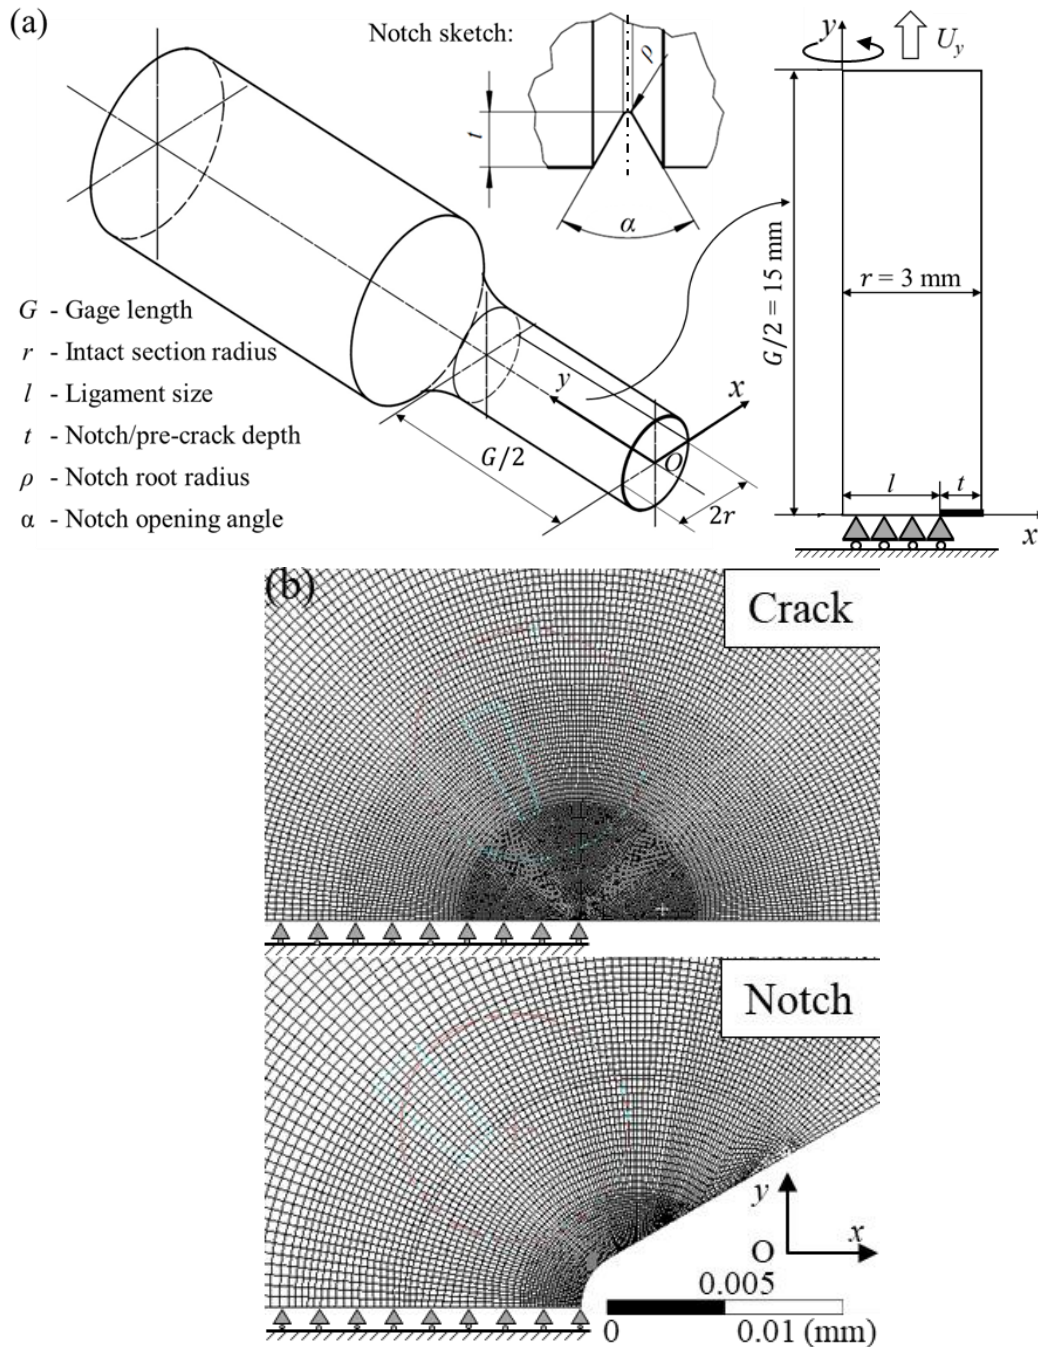 (a)
Notch sketch:
ρ
t
α
y
U_y
G/2 = 15 mm
r = 3 mm
l
t
x
G - Gage length
r - Intact section radius
l - Ligament size
t - Notch/pre-crack depth
ρ - Notch root radius
α - Notch opening angle
y
x
O
G/2
2r
(b)
Crack
Notch
y
x
O
0.005
0
0.01 (mm)